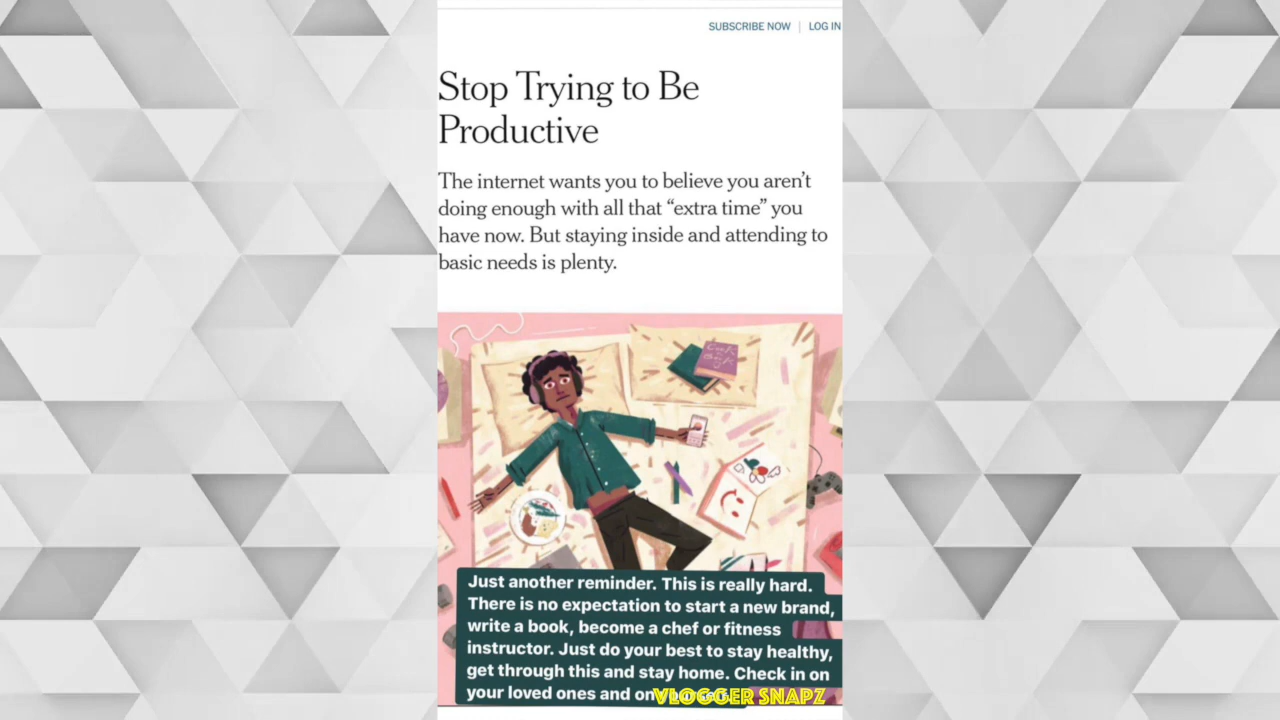 SUBSCRIBE NOW | LOG IN
Stop Trying to Be
Productive
The internet wants you to believe you aren’t
doing enough with all that “extra time” you
have now. But staying inside and attending to
basic needs is plenty.
Cook
Book
Just another reminder. This is really hard.
There is no expectation to start a new brand,
write a book, become a chef or fitness
instructor. Just do your best to stay healthy,
get through this and stay home. Check in on
your loved ones and on
VLOGGER SNAPZ